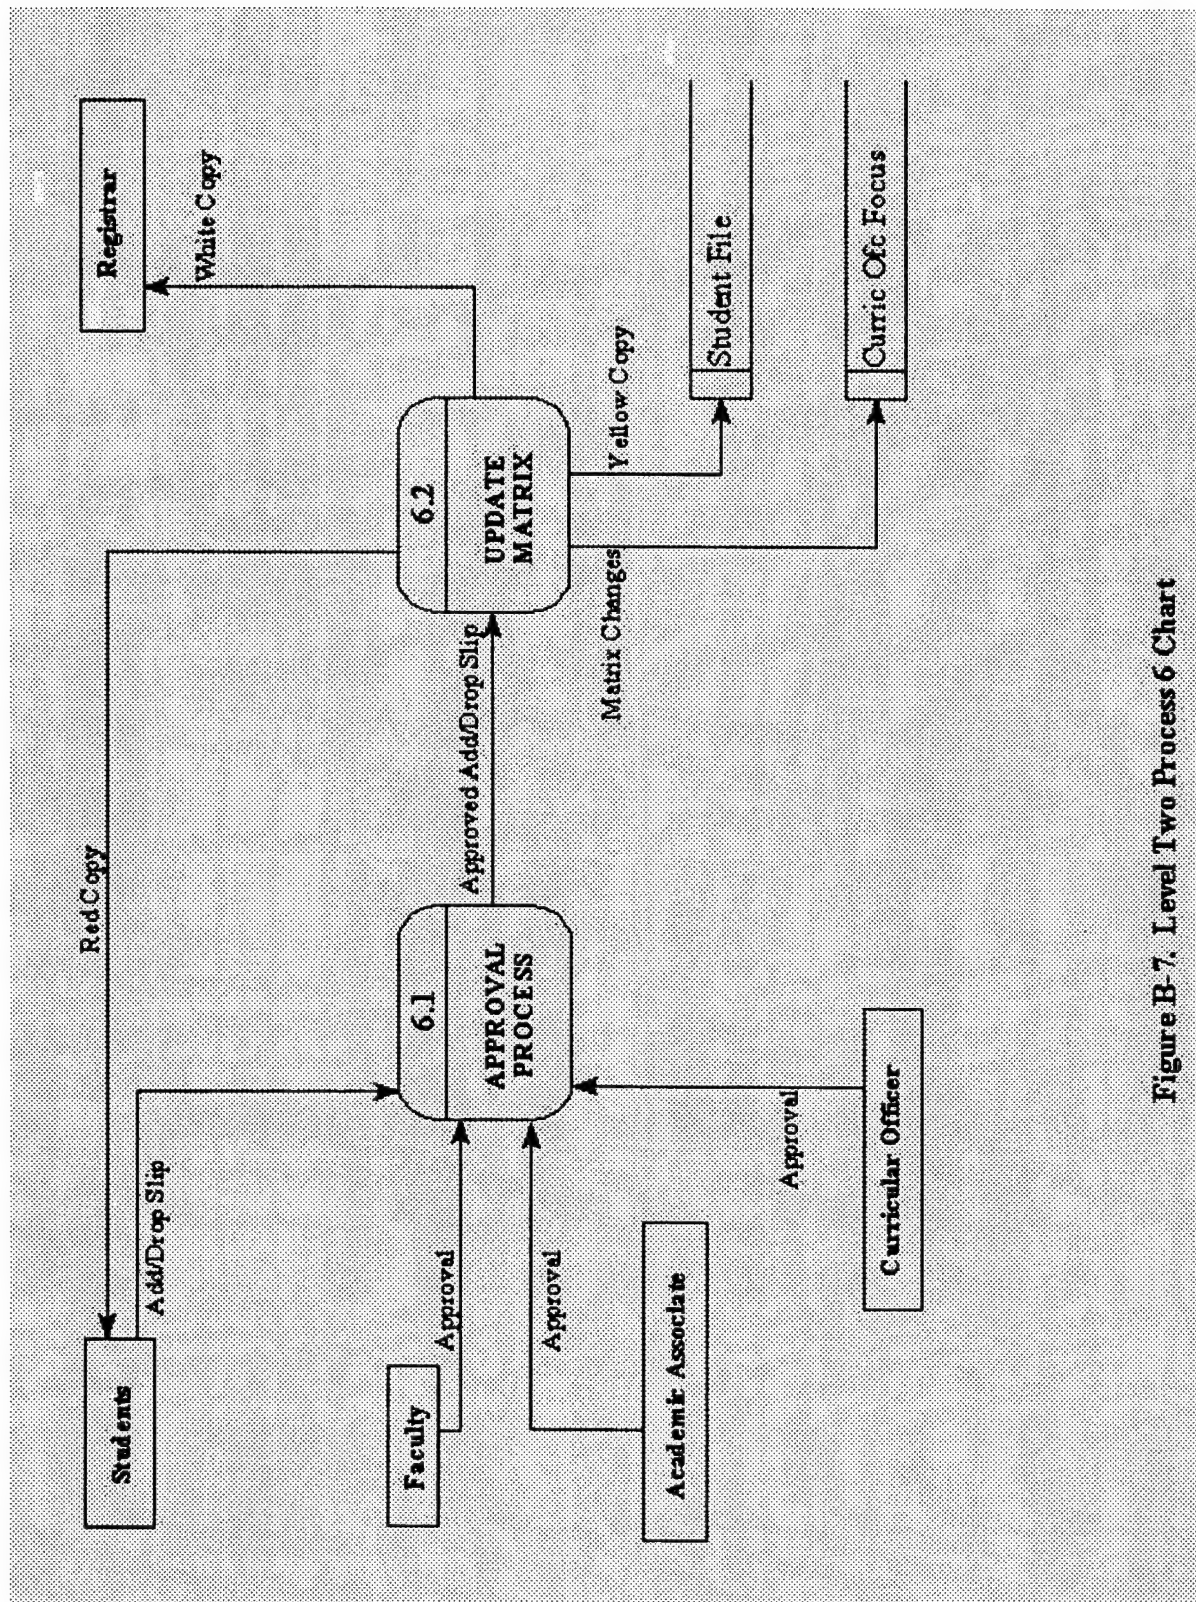 Red Copy
Students
Add/Drop Slip
Registrar
White Copy
6.1
APPROVAL
PROCESS
Approved Add/Drop Slip
6.2
UPDATE
MATRIX
Faculty
Approval
Approval
Academic Associate
Approval
Curricular Officer
Matrix Changes
Yellow Copy
Student File
Curric Ofc Focus
Figure B-7. Level Two Process 6 Chart